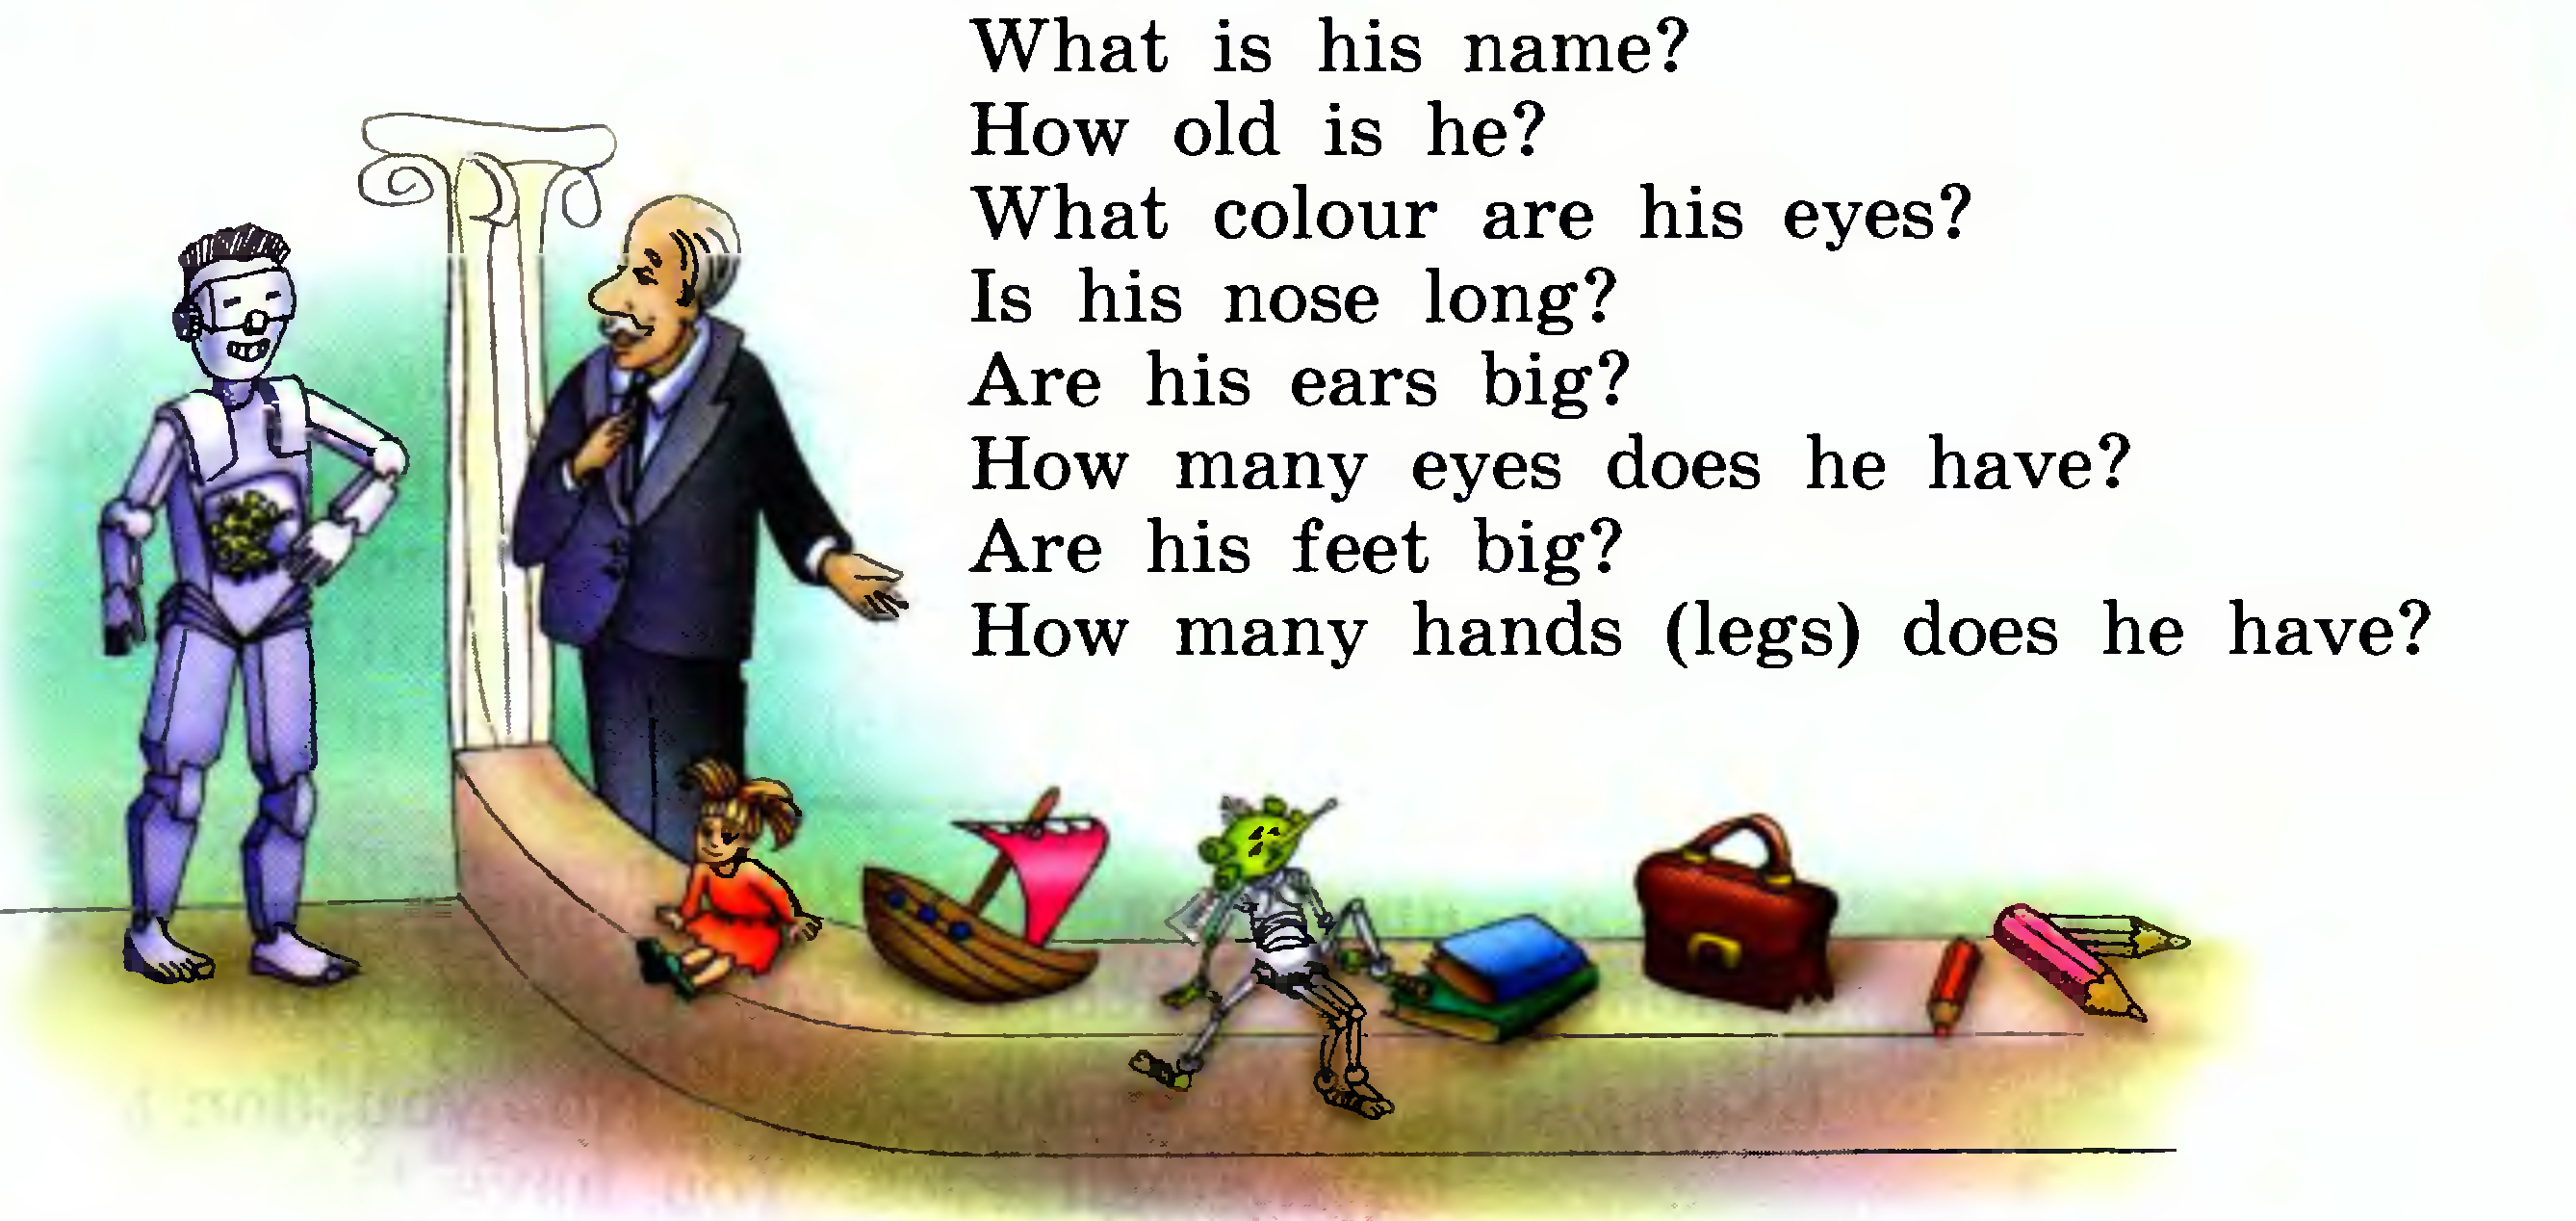 What is his name?
How old is he?
What colour are his eyes?
Is his nose long?
Are his ears big?
How many eyes does he have?
Are his feet big?
How many hands (legs) does he have?